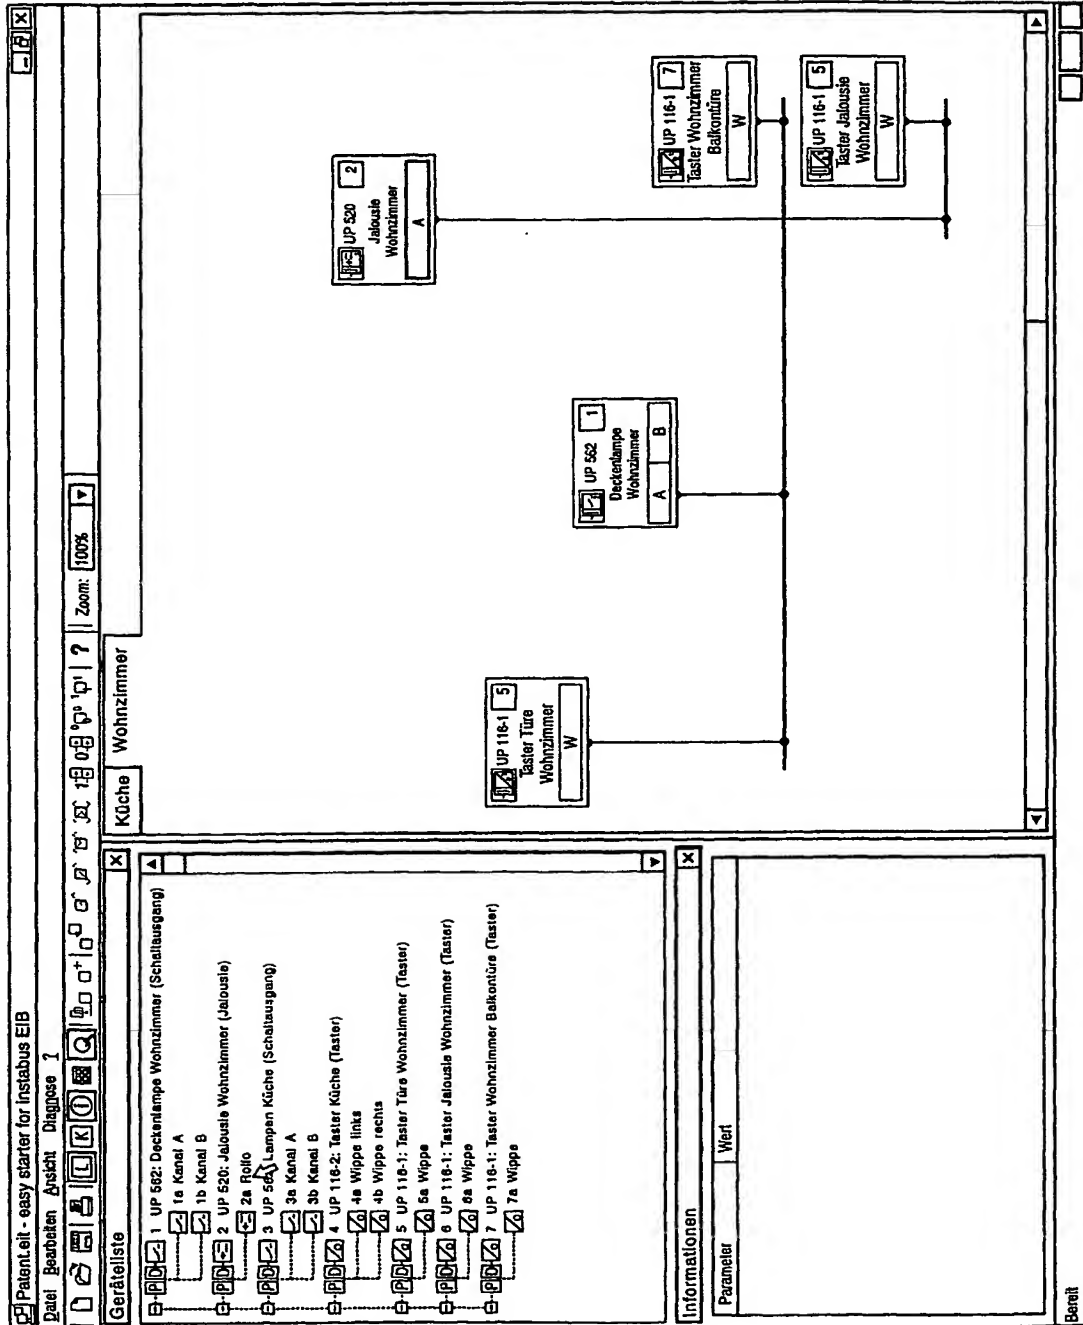 Patent.eit - easy starter for instabus EIB
Datei Bearbeiten Ansicht Diagnose ?
L K i ? Zoom: 100%
Geräteliste
1 UP 562: Deckenlampe Wohnzimmer (Schaltausgang)
1a Kanal A
1b Kanal B
2 UP 520: Jalousie Wohnzimmer (Jalousie)
2a Rollo
3 UP 562 Lampen Küche (Schaltausgang)
3a Kanal A
3b Kanal B
4 UP 116-2: Taster Küche (Taster)
4a Wippe links
4b Wippe rechts
5 UP 116-1: Taster Türe Wohnzimmer (Taster)
5a Wippe
6 UP 116-1: Taster Jalousie Wohnzimmer (Taster)
6a Wippe
7 UP 116-1: Taster Wohnzimmer Balkontüre (Taster)
7a Wippe
Informationen
Parameter Wert
Küche Wohnzimmer
UP 116-1 5
Taster Türe
Wohnzimmer
W
UP 562 1
Deckenlampe
Wohnzimmer
A B
UP 520 2
Jalousie
Wohnzimmer
A
UP 116-1 7
Taster Wohnzimmer
Balkontüre
W
UP 116-1 5
Taster Jalousie
Wohnzimmer
W
Bereit